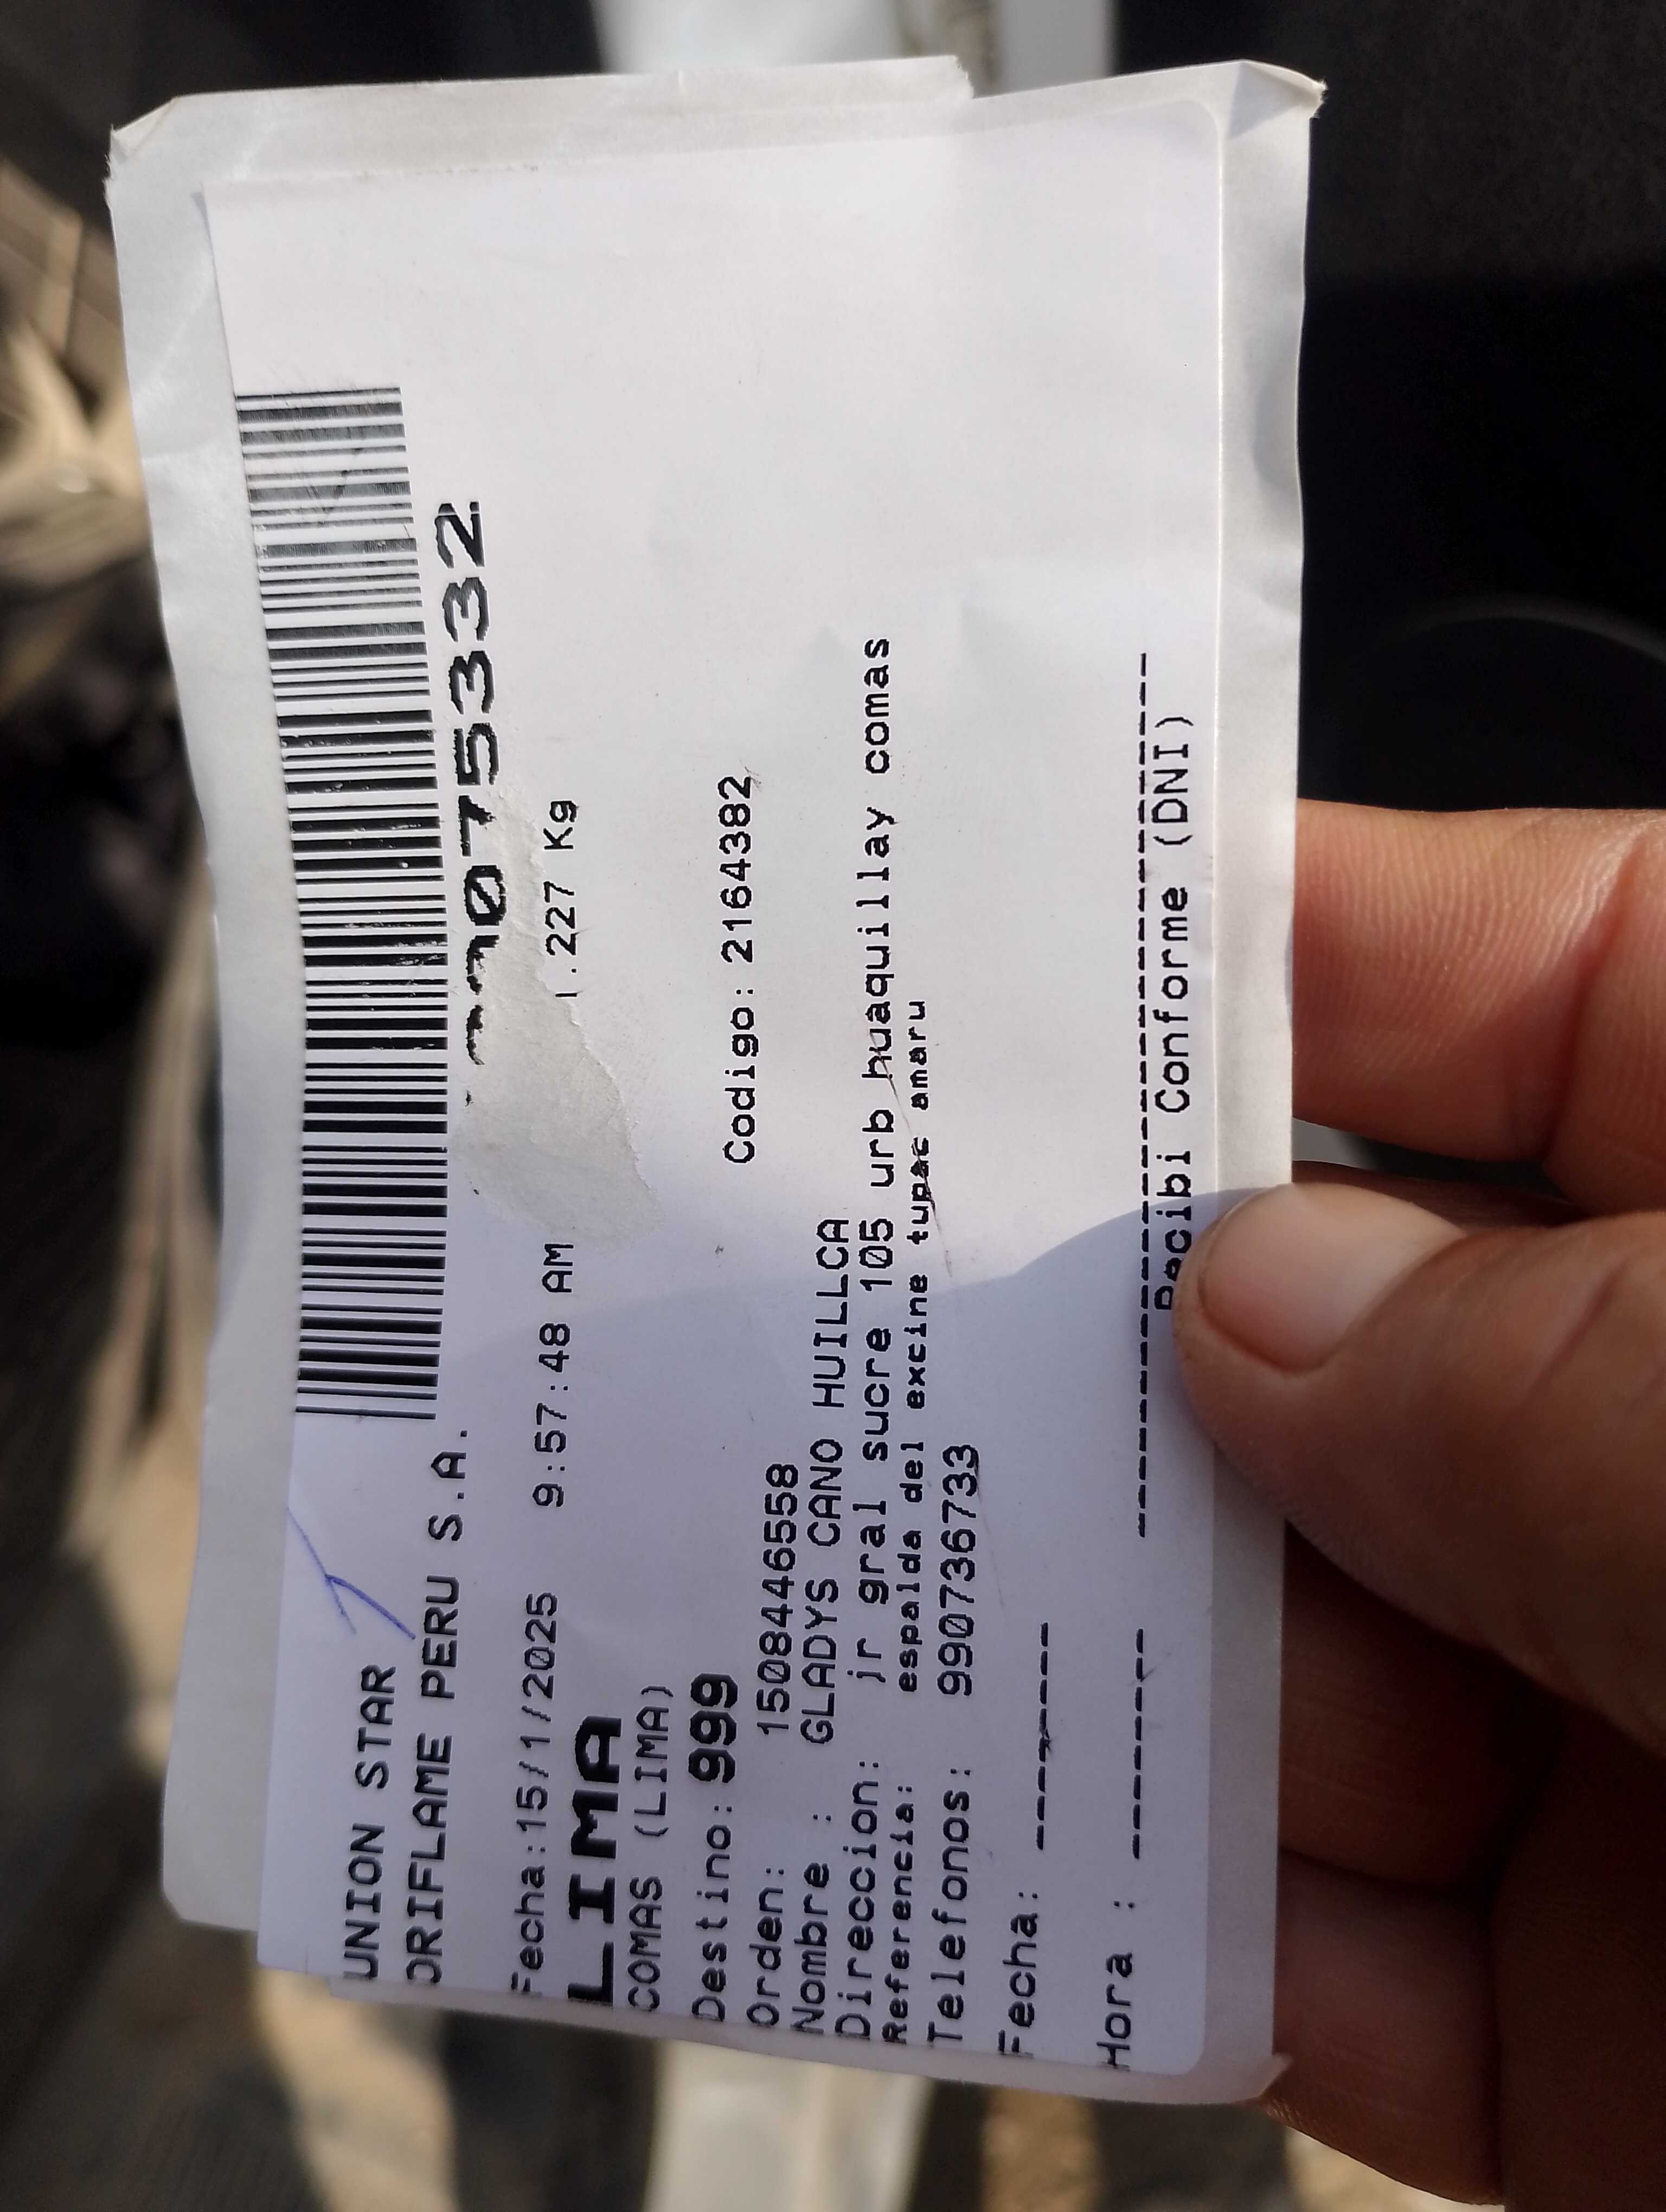 UNION STAR
ORIFLAME PERU S.A.
075332
Fecha:15/1/2025 9:57:48 AM .227 Kg
LIMA
COMAS (LIMA)
Destino: 999 Codigo: 2164382
Orden: 1508446558
Nombre : GLADYS CANO HUILLCA
Direccion: jr gral sucre 105 urb huaquillay comas
Referencia: espalda del excine tupac amaru
Telefonos: 990736733
Fecha: ------
Hora : ------
Recibi Conforme (DNI)